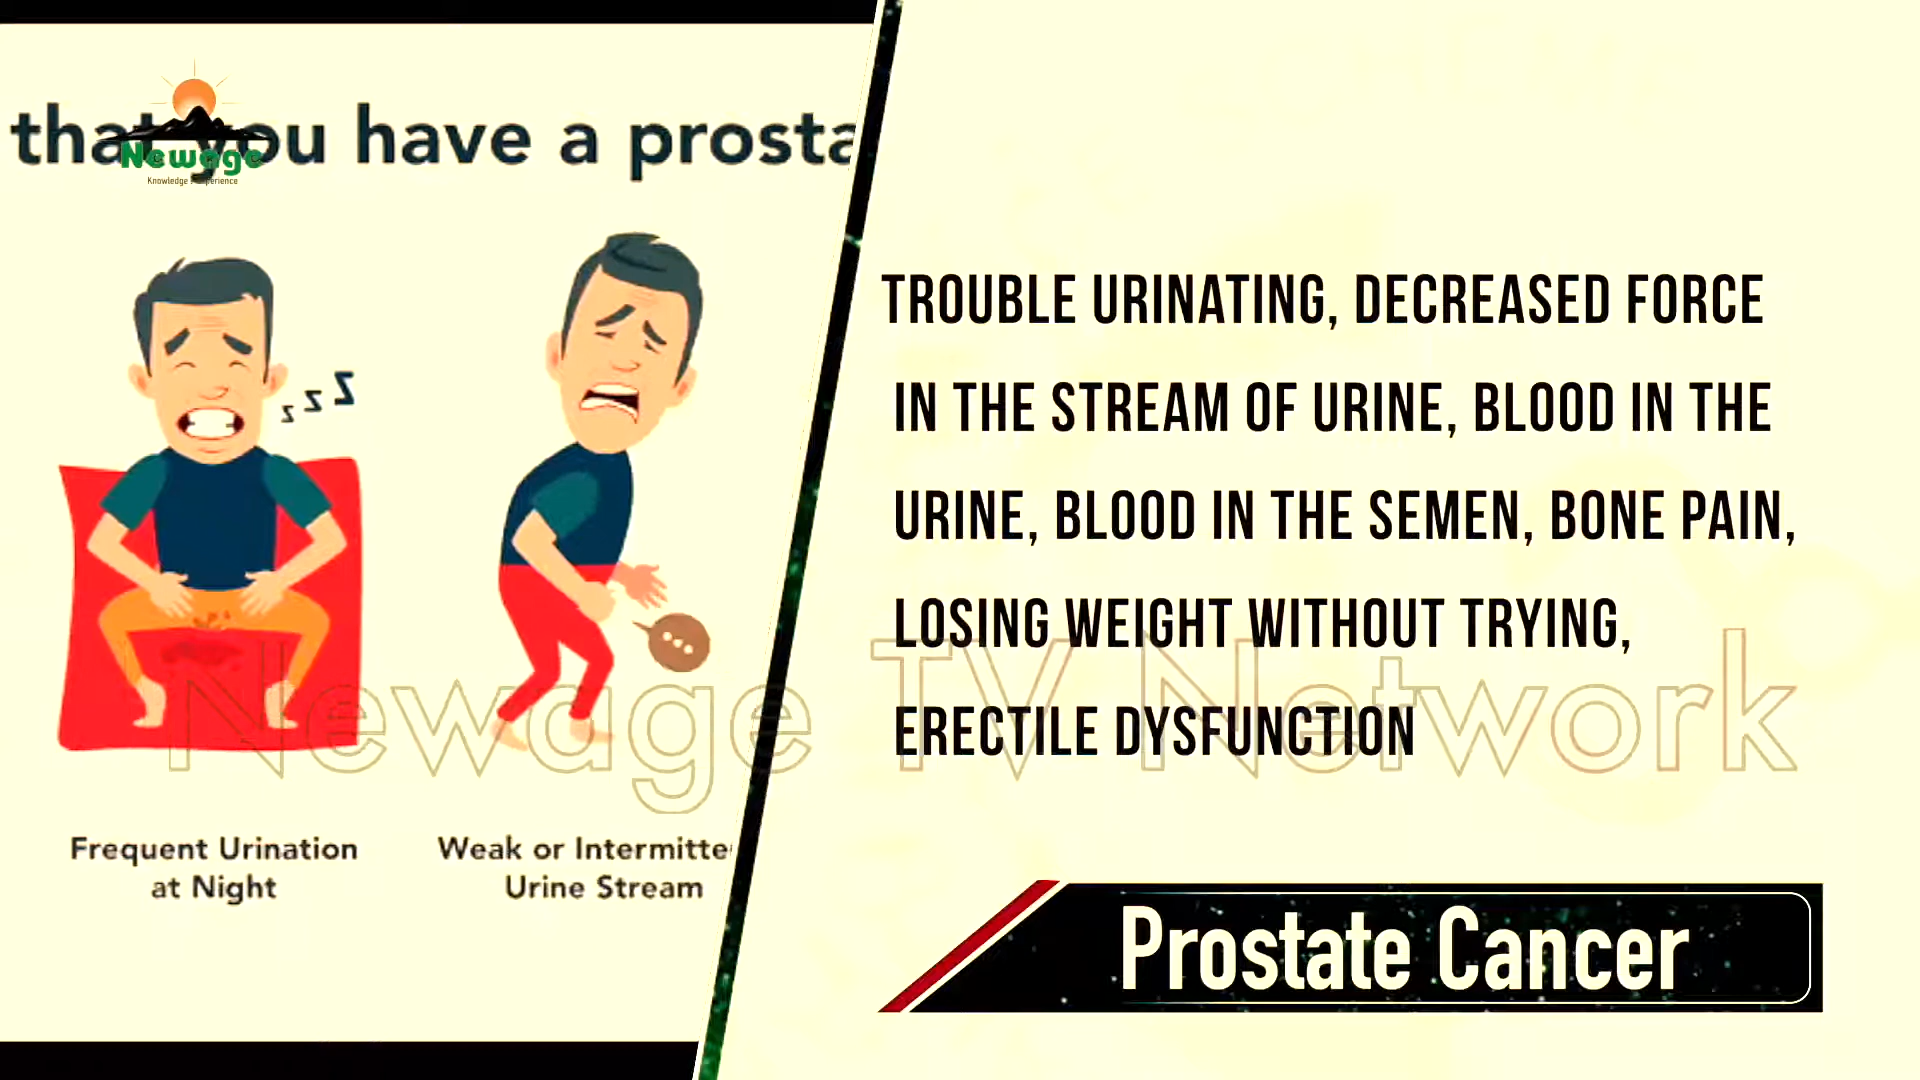 that you have a prosta
Newage
Knowledge
TROUBLE URINATING, DECREASED FORCE
IN THE STREAM OF URINE, BLOOD IN THE
URINE, BLOOD IN THE SEMEN, BONE PAIN,
LOSING WEIGHT WITHOUT TRYING,
ERECTILE DYSFUNCTION
z z z
Newage TV Network
Frequent Urination
at Night
Weak or Intermitte
Urine Stream
Prostate Cancer